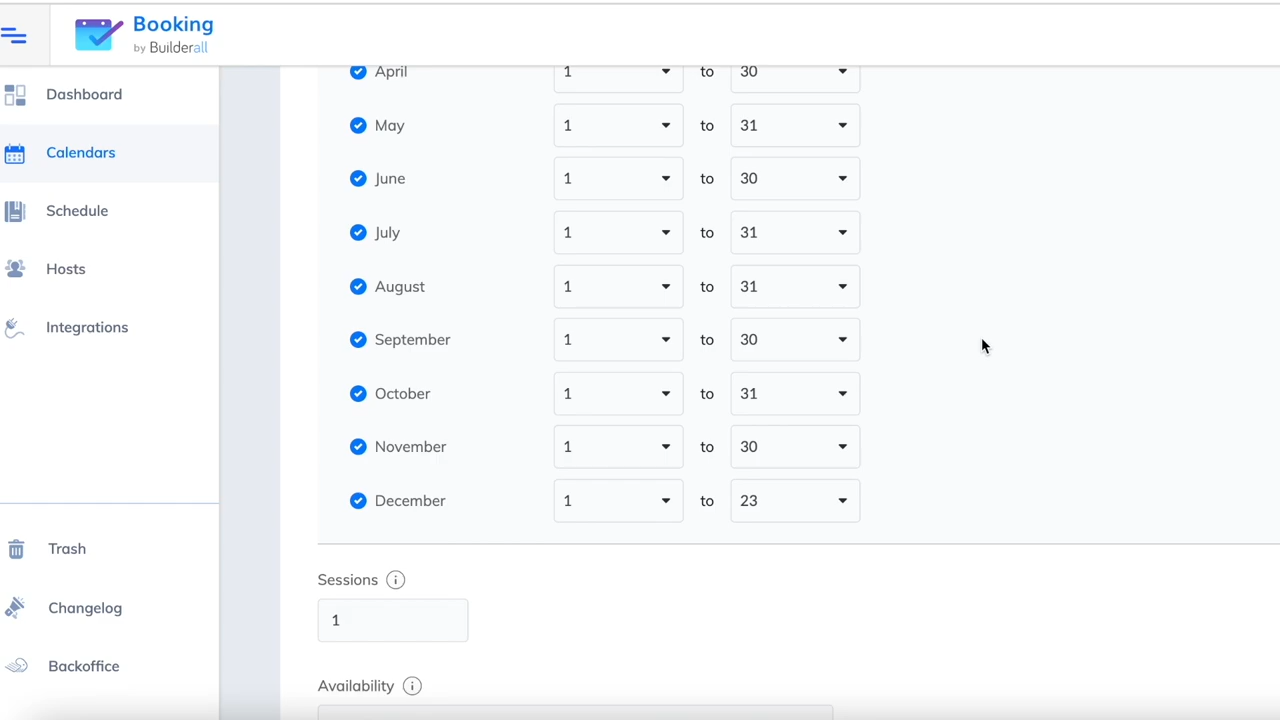 Booking
by Builderall
Dashboard
Calendars
Schedule
Hosts
Integrations
Trash
Changelog
Backoffice
April 1 to 30
May 1 to 31
June 1 to 30
July 1 to 31
August 1 to 31
September 1 to 30
October 1 to 31
November 1 to 30
December 1 to 23
Sessions
1
Availability